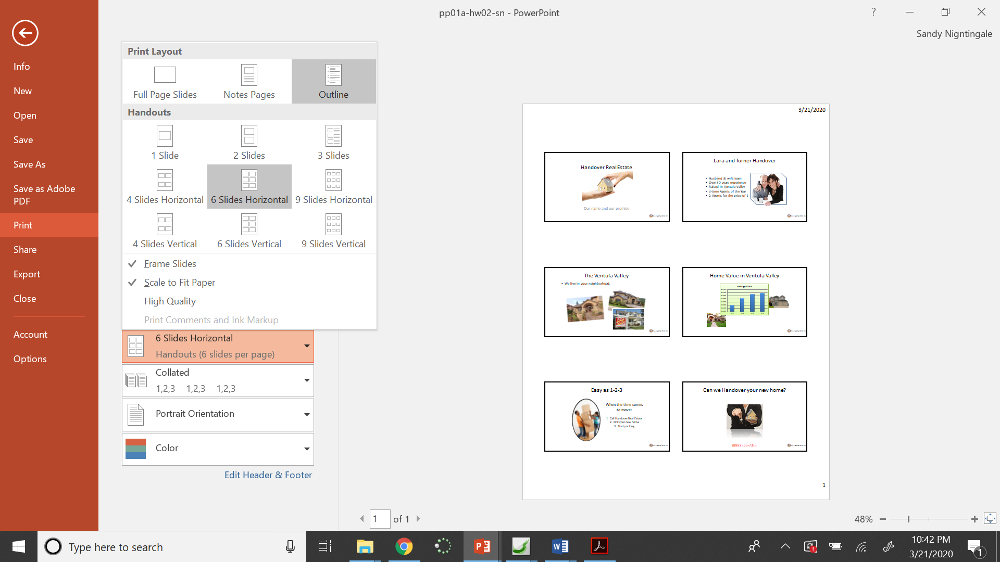 pp01a-hw02-sn - PowerPoint
?
Sandy Nigntingale
Info
New
Open
Save
Save As
Save as Adobe
PDF
Print
Share
Export
Close
Account
Options
Print Layout
Full Page Slides
Notes Pages
Outline
Handouts
1 Slide
2 Slides
3 Slides
4 Slides Horizontal
6 Slides Horizontal
9 Slides Horizontal
4 Slides Vertical
6 Slides Vertical
9 Slides Vertical
Frame Slides
Scale to Fit Paper
High Quality
Print Comments and Ink Markup
6 Slides Horizontal
Handouts (6 slides per page)
Collated
1,2,3 1,2,3 1,2,3
Portrait Orientation
Color
Edit Header & Footer
3/21/2020
Handover Real Estate
Our name and our promise
Lara and Turner Handover
• Husband & wife team
• Over 30 years experience
• Raised in Ventula Valley
• 3-time Agents of the Year
• 2 Agents for the price of 1
The Ventula Valley
• We live in your neighborhood.
Home Value in Ventula Valley
Average Price
Easy as 1-2-3
When the time comes
to move:
1. Call Handover Real Estate
2. Pick your new home
3. Start packing
Can we Handover your new home?
(888) 555-7355
1
1 of 1
48%
Type here to search
10:42 PM
3/21/2020
1